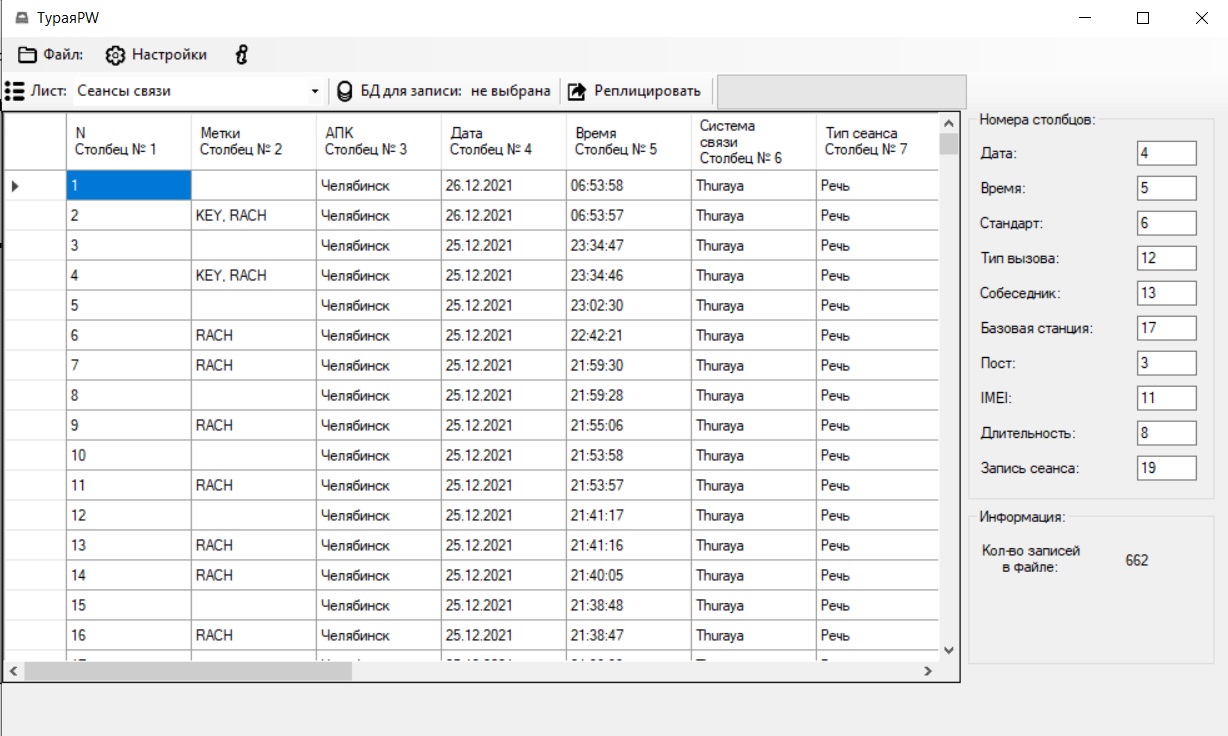 ТураяPW
Файл: Настройки
Лист: Сеансы связи БД для записи: не выбрана Реплицировать
N Столбец № 1 Метки Столбец № 2 АПК Столбец № 3 Дата Столбец № 4 Время Столбец № 5 Система связи Столбец № 6 Тип сеанса Столбец № 7
1 Челябинск 26.12.2021 06:53:58 Thuraya Речь
2 KEY, RACH Челябинск 26.12.2021 06:53:57 Thuraya Речь
3 Челябинск 25.12.2021 23:34:47 Thuraya Речь
4 KEY, RACH Челябинск 25.12.2021 23:34:46 Thuraya Речь
5 Челябинск 25.12.2021 23:02:30 Thuraya Речь
6 RACH Челябинск 25.12.2021 22:42:21 Thuraya Речь
7 RACH Челябинск 25.12.2021 21:59:30 Thuraya Речь
8 Челябинск 25.12.2021 21:59:28 Thuraya Речь
9 RACH Челябинск 25.12.2021 21:55:06 Thuraya Речь
10 Челябинск 25.12.2021 21:53:58 Thuraya Речь
11 RACH Челябинск 25.12.2021 21:53:57 Thuraya Речь
12 Челябинск 25.12.2021 21:41:17 Thuraya Речь
13 RACH Челябинск 25.12.2021 21:41:16 Thuraya Речь
14 RACH Челябинск 25.12.2021 21:40:05 Thuraya Речь
15 Челябинск 25.12.2021 21:38:48 Thuraya Речь
16 RACH Челябинск 25.12.2021 21:38:47 Thuraya Речь
Номера столбцов:
Дата: 4
Время: 5
Стандарт: 6
Тип вызова: 12
Собеседник: 13
Базовая станция: 17
Пост: 3
IMEI: 11
Длительность: 8
Запись сеанса: 19
Информация:
Кол-во записей
в файле: 662